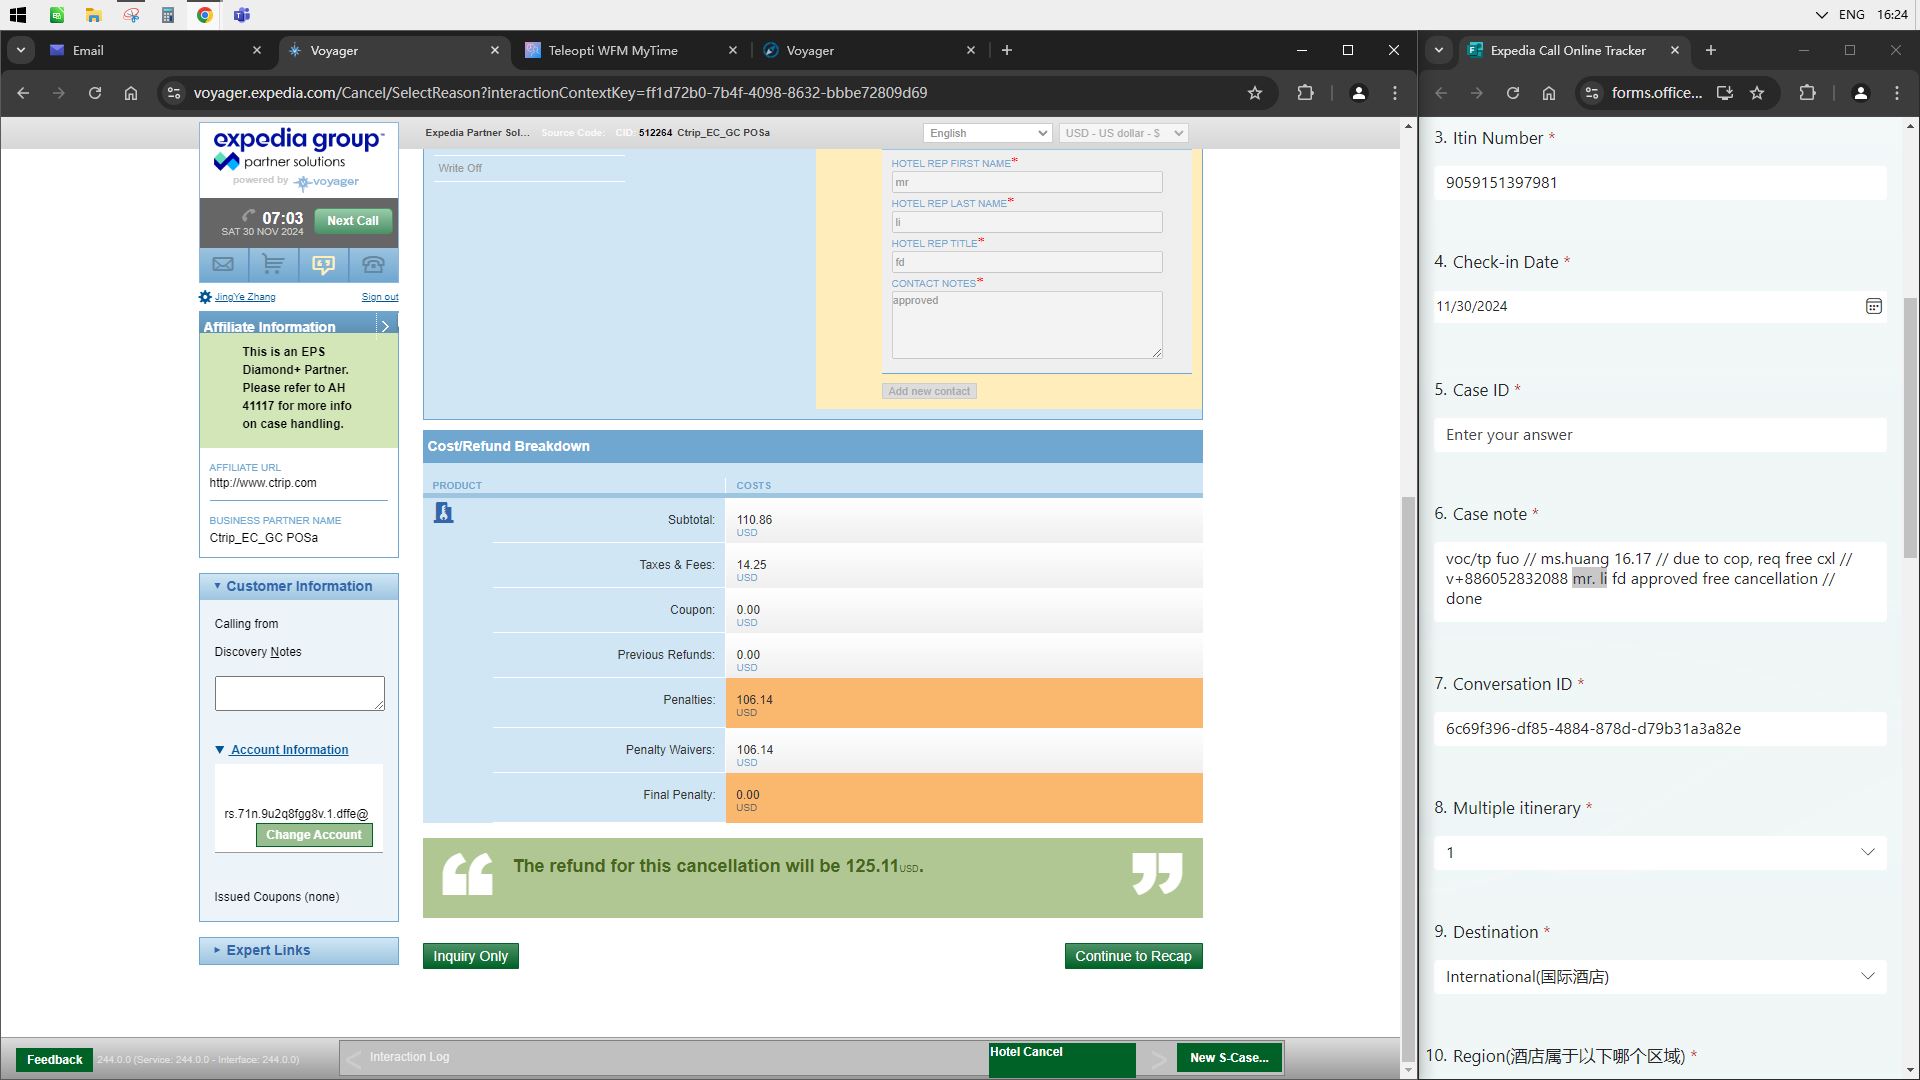 ENG
16:24
Email
Voyager
Teleopti WFM MyTime
Voyager
Expedia Call Online Tracker
voyager.expedia.com/Cancel/SelectReason?interactionContextKey=ff1d72b0-7b4f-4098-8632-bbbe72809d69
forms.office...
expedia group™
partner solutions
powered by voyager
07:03
SAT 30 NOV 2024
Next Call
JingYe Zhang
Sign out
Affiliate Information
This is an EPS
Diamond+ Partner.
Please refer to AH
41117 for more info
on case handling.
AFFILIATE URL
http://www.ctrip.com
BUSINESS PARTNER NAME
Ctrip_EC_GC POSa
Customer Information
Calling from
Discovery Notes
Account Information
rs.71n.9u2q8fgg8v.1.dffe@
Change Account
Issued Coupons (none)
Expert Links
Expedia Partner Sol... Source Code: CID: 512264 Ctrip_EC_GC POSa
English
USD - US dollar - $
Write Off
HOTEL REP FIRST NAME*
mr
HOTEL REP LAST NAME*
li
HOTEL REP TITLE*
fd
CONTACT NOTES*
approved
Add new contact
Cost/Refund Breakdown
PRODUCT
COSTS
Subtotal: 110.86
USD
Taxes & Fees: 14.25
USD
Coupon: 0.00
USD
Previous Refunds: 0.00
USD
Penalties: 106.14
USD
Penalty Waivers: 106.14
USD
Final Penalty: 0.00
USD
The refund for this cancellation will be 125.11USD.
Inquiry Only
Continue to Recap
Feedback
244.0.0 (Service: 244.0.0 - Interface: 244.0.0)
Interaction Log
Hotel Cancel
New S-Case...
3. Itin Number *
9059151397981
4. Check-in Date *
11/30/2024
5. Case ID *
Enter your answer
6. Case note *
voc/tp fuo // ms.huang 16.17 // due to cop, req free cxl //
v+886052832088 mr. li fd approved free cancellation //
done
7. Conversation ID *
6c69f396-df85-4884-878d-d79b31a3a82e
8. Multiple itinerary *
1
9. Destination *
International(国际酒店)
10. Region(酒店属于以下哪个区域) *